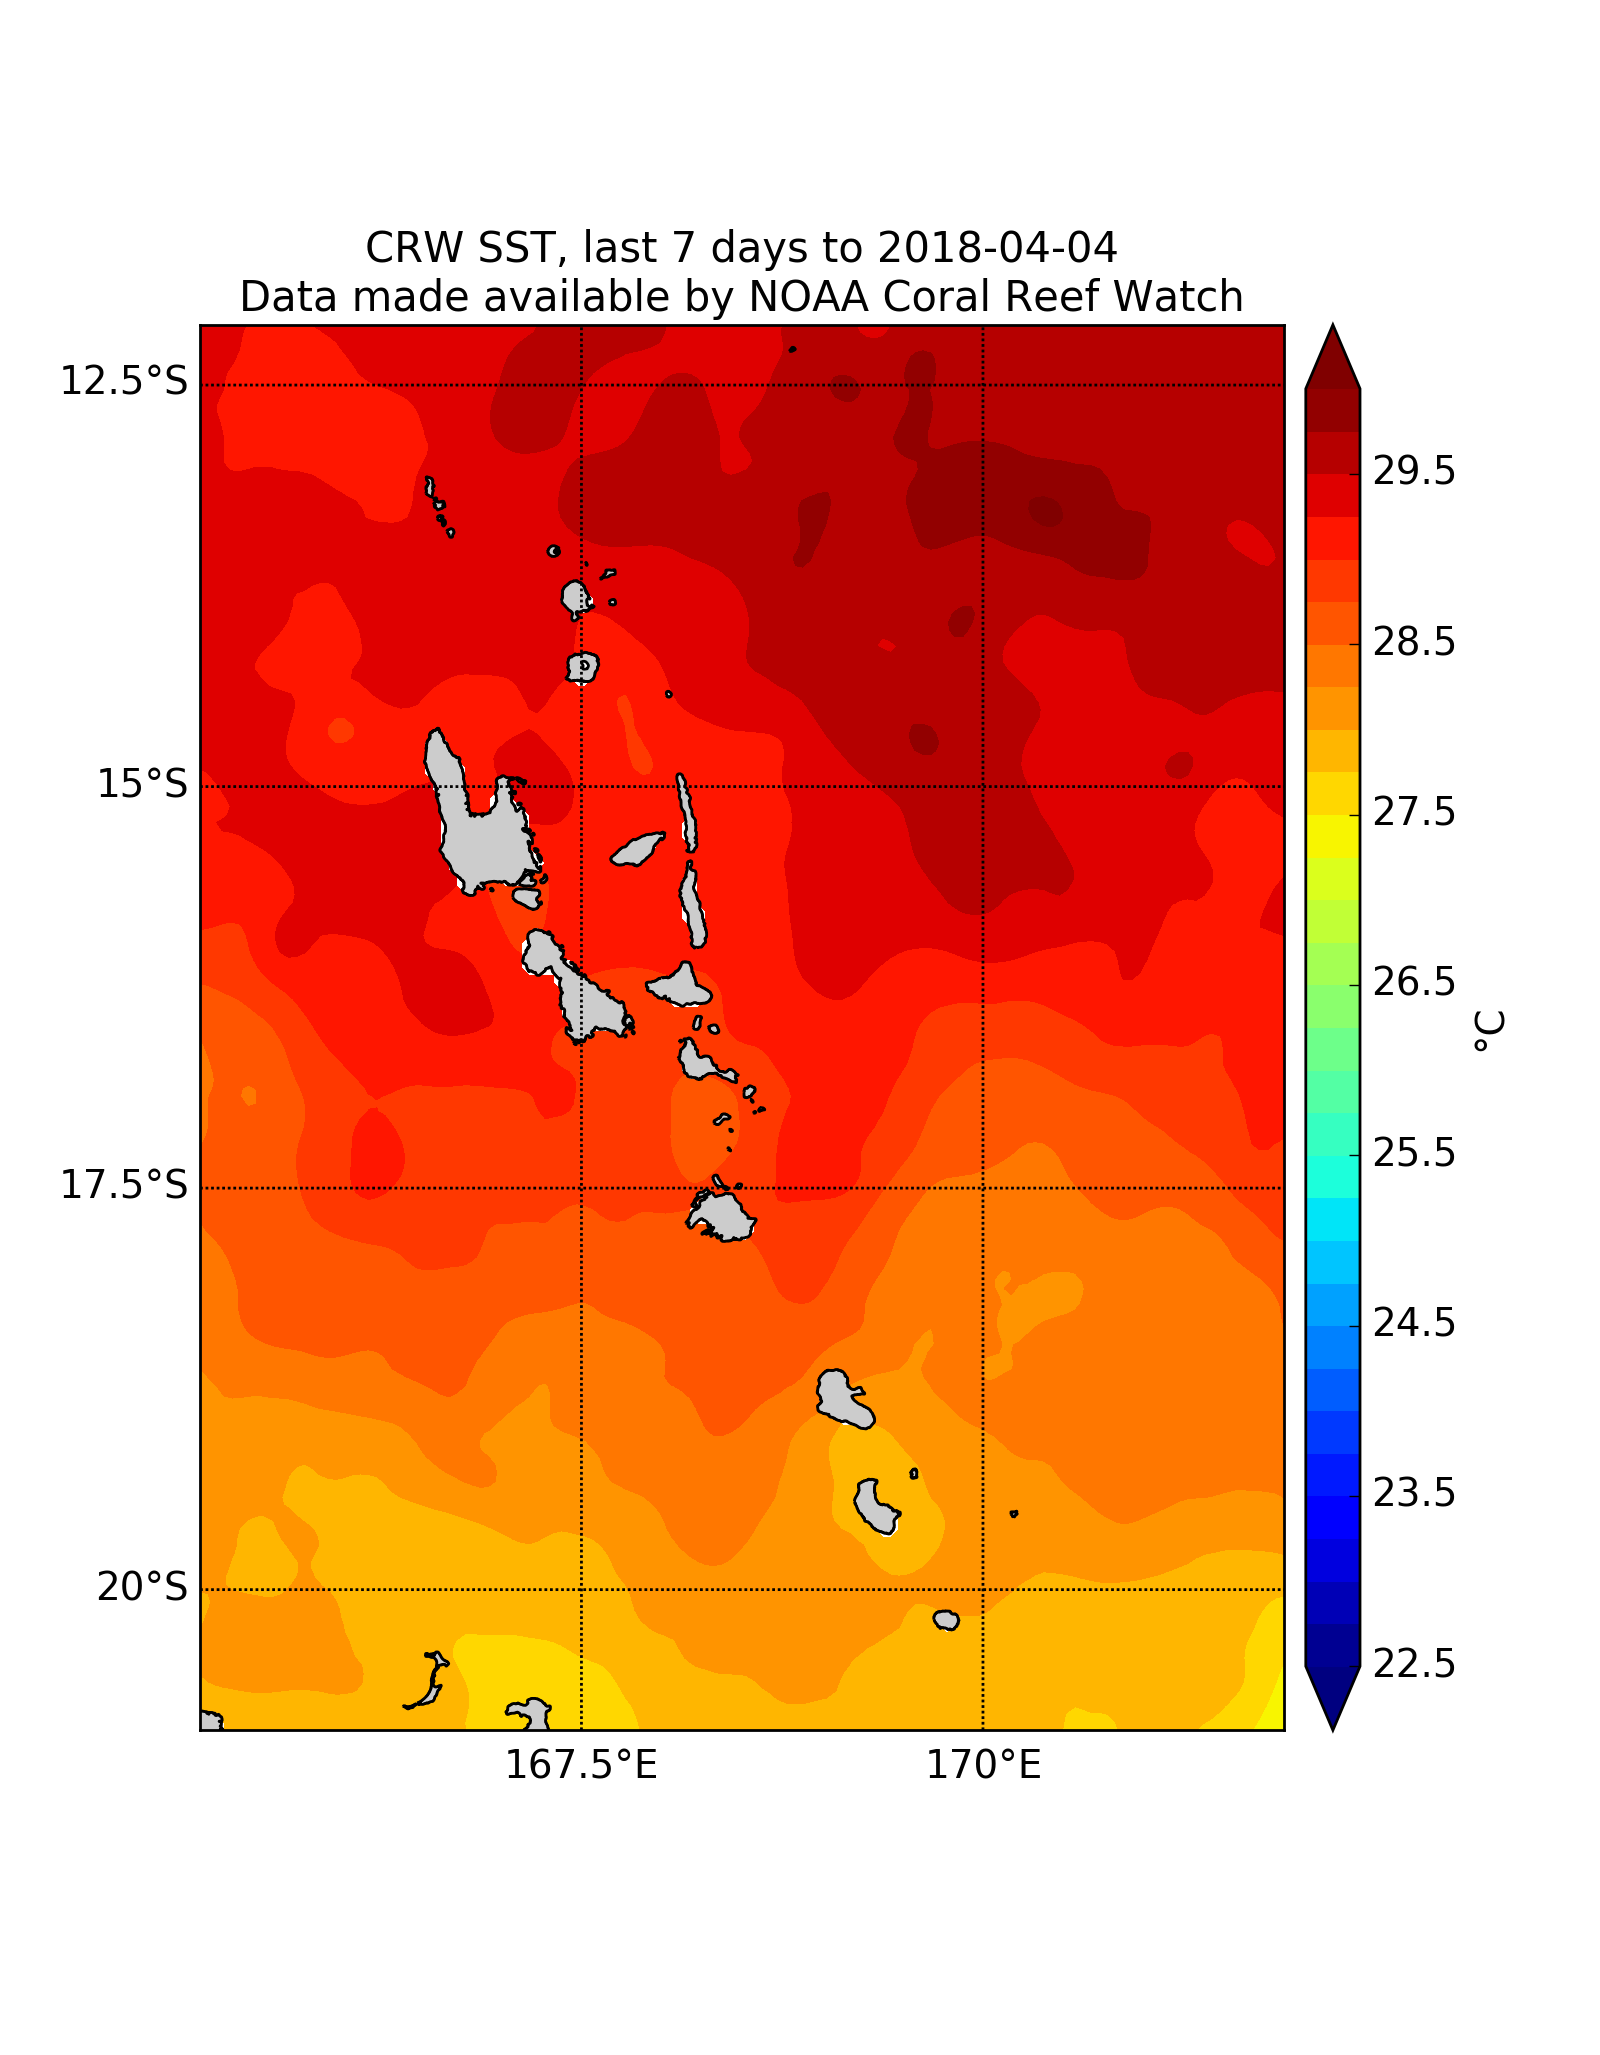 CRW SST, last 7 days to 2018-04-04
Data made available by NOAA Coral Reef Watch
12.5°S
15°S
17.5°S
20°S
167.5°E
170°E
29.5
28.5
27.5
26.5
25.5
24.5
23.5
22.5
°C